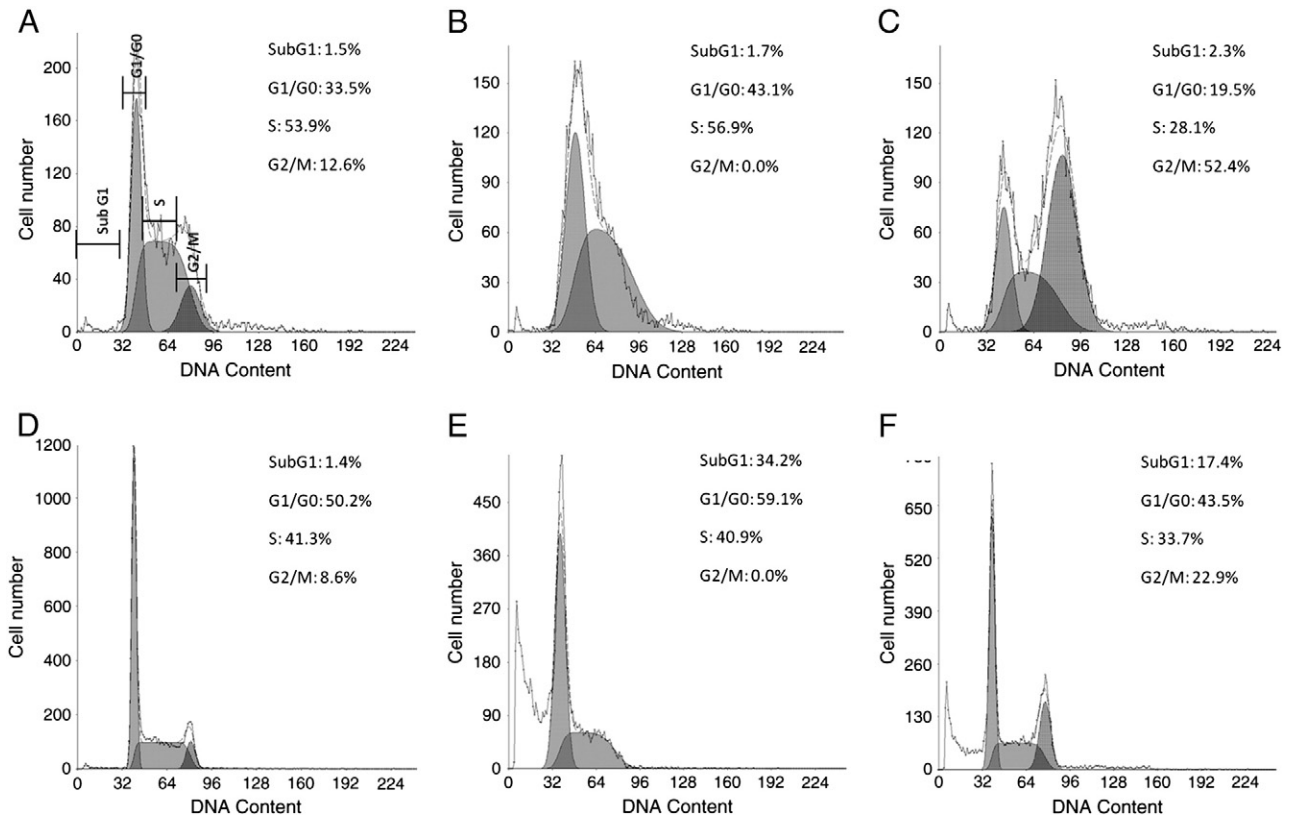 A
G1/G0
Sub G1
S
G2/M
SubG1: 1.5%
G1/G0: 33.5%
S: 53.9%
G2/M: 12.6%
200
160
120
80
40
0
Cell number
0 32 64 96 128 160 192 224
DNA Content
B
SubG1: 1.7%
G1/G0: 43.1%
S: 56.9%
G2/M: 0.0%
150
120
90
60
30
0
Cell number
0 32 64 96 128 160 192 224
DNA Content
C
SubG1: 2.3%
G1/G0: 19.5%
S: 28.1%
G2/M: 52.4%
150
120
90
60
30
0
Cell number
0 32 64 96 128 160 192 224
DNA Content
D
SubG1: 1.4%
G1/G0: 50.2%
S: 41.3%
G2/M: 8.6%
1200
1000
800
600
400
200
0
Cell number
0 32 64 96 128 160 192 224
DNA Content
E
SubG1: 34.2%
G1/G0: 59.1%
S: 40.9%
G2/M: 0.0%
450
360
270
180
90
0
Cell number
0 32 64 96 128 160 192 224
DNA Content
F
SubG1: 17.4%
G1/G0: 43.5%
S: 33.7%
G2/M: 22.9%
650
520
390
260
130
0
Cell number
0 32 64 96 128 160 192 224
DNA Content